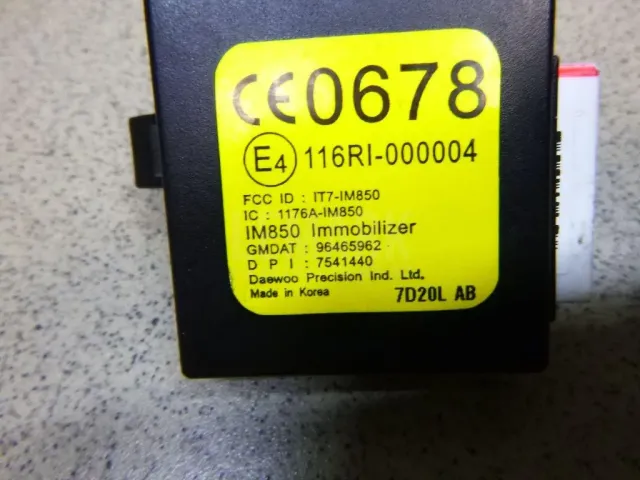 CE0678
E4 116RI-000004
FCC ID : IT7-IM850
IC : 1176A-IM850
IM850 Immobilizer
GMDAT : 96465962
D P I : 7541440
Daewoo Precision Ind. Ltd.
Made in Korea 7D20L AB